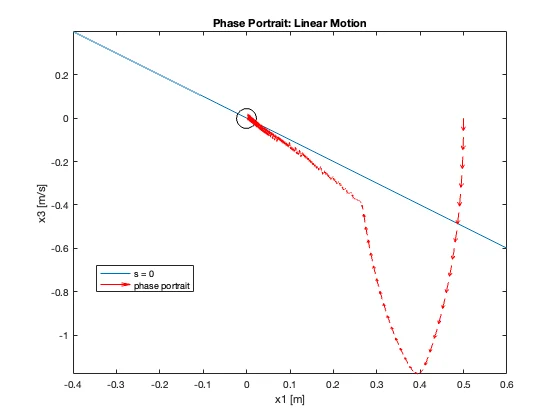 Phase Portrait: Linear Motion
x3 [m/s]
0.2
0
-0.2
-0.4
-0.6
-0.8
-1
s = 0
phase portrait
-0.4 -0.3 -0.2 -0.1 0 0.1 0.2 0.3 0.4 0.5 0.6
x1 [m]